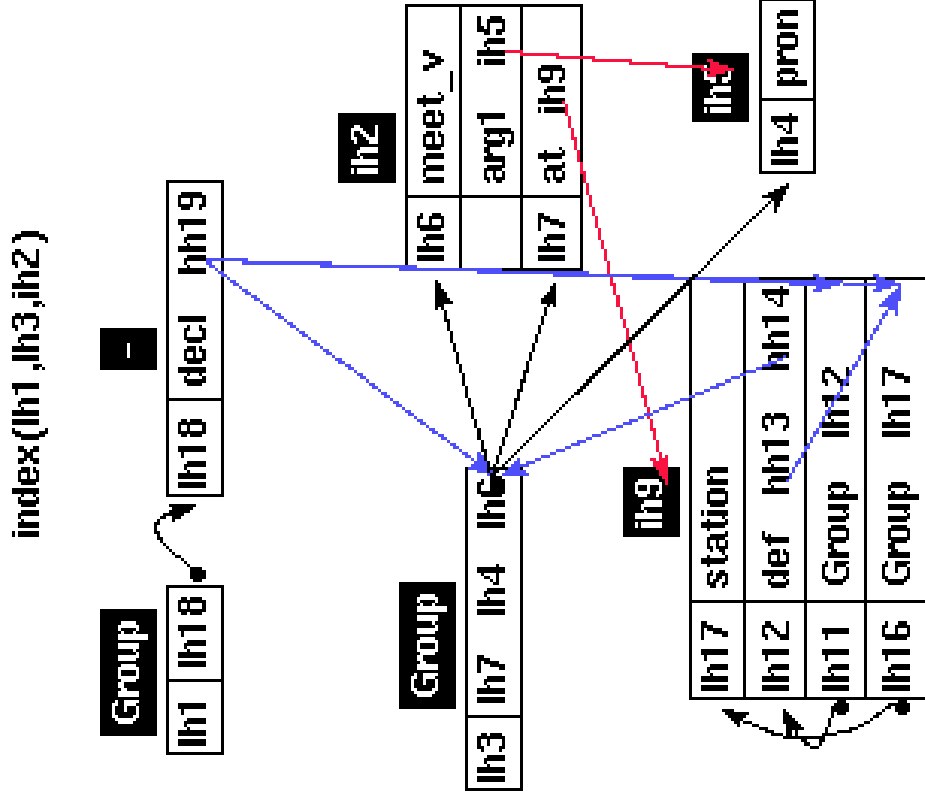 index(lh1,lh3,ih2)
Group
lh1 lh18
-
lh18 decl hh19
Group
lh3 lh7 lh4 lh6
ih2
lh6 meet_v
arg1 ih5
lh7 at ih9
ih9
lh17 station
lh12 def hh13 hh14
lh11 Group lh12
lh16 Group lh17
ih5
lh4 pron